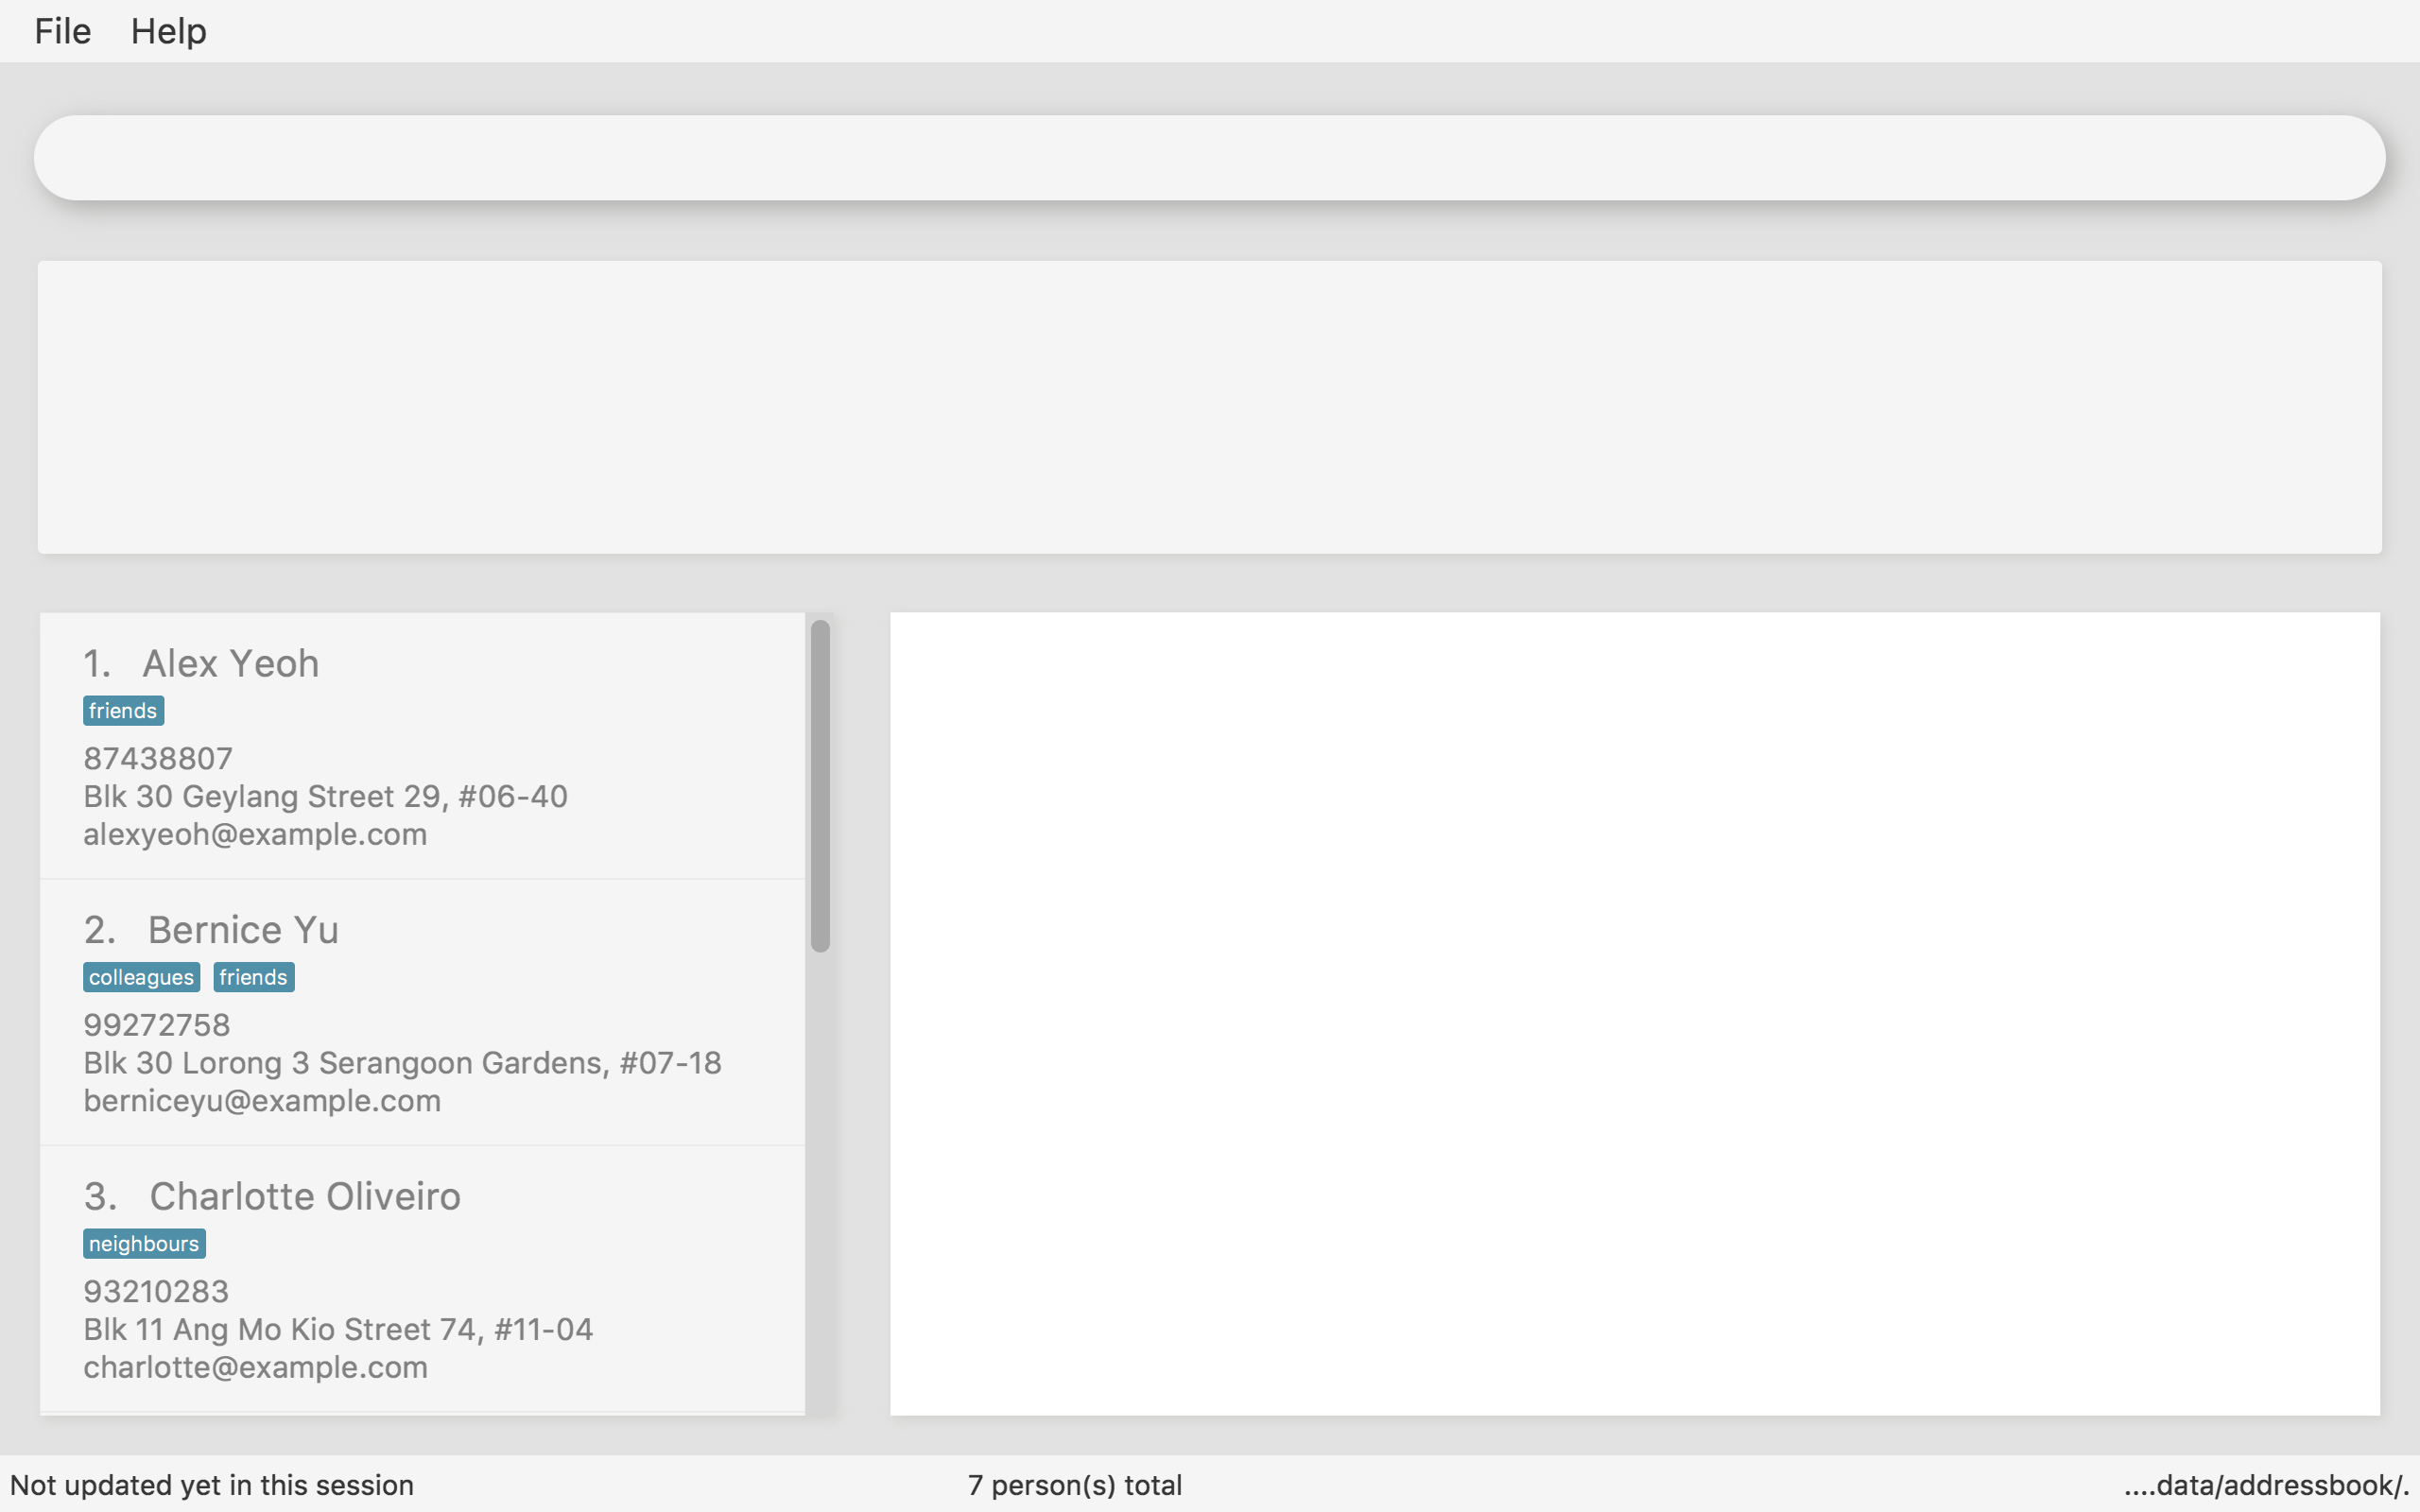 File Help
1. Alex Yeoh
friends
87438807
Blk 30 Geylang Street 29, #06-40
alexyeoh@example.com
2. Bernice Yu
colleagues friends
99272758
Blk 30 Lorong 3 Serangoon Gardens, #07-18
berniceyu@example.com
3. Charlotte Oliveiro
neighbours
93210283
Blk 11 Ang Mo Kio Street 74, #11-04
charlotte@example.com
Not updated yet in this session 7 person(s) total ....data/addressbook/.